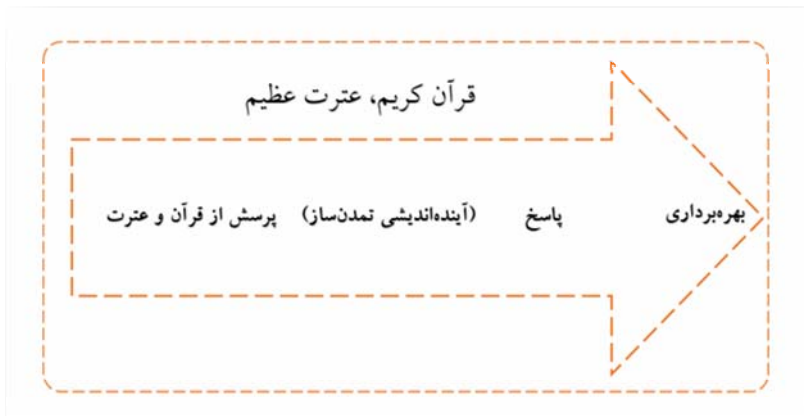 قرآن کریم، عترت عظیم
بهره‌برداری پاسخ (آینده‌اندیشی تمدن‌ساز) پرسش از قرآن و عترت